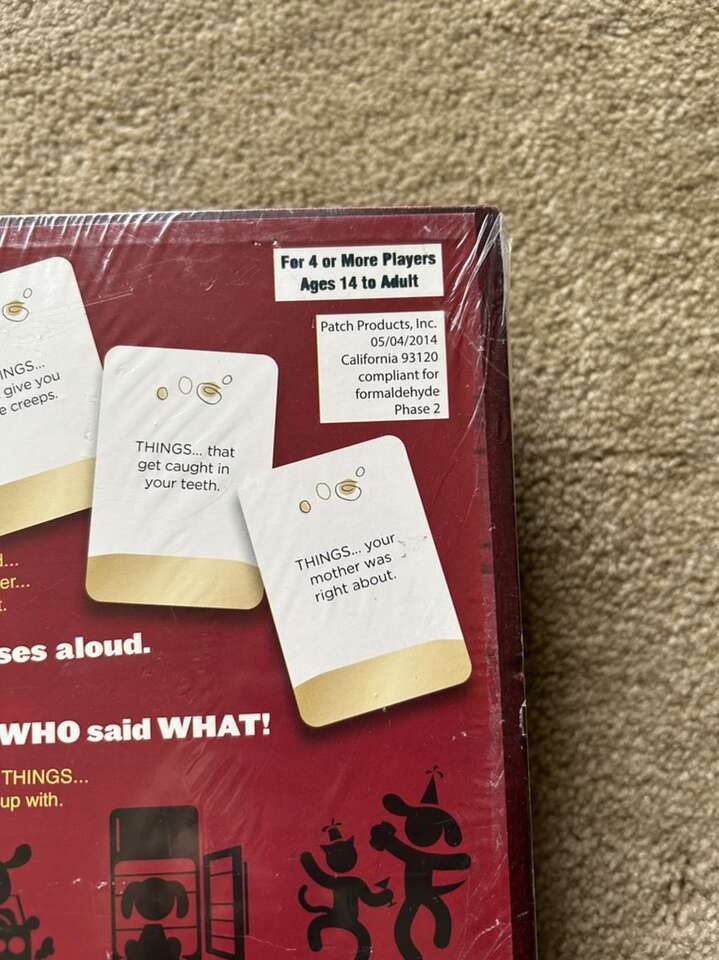 For 4 or More Players
Ages 14 to Adult
Patch Products, Inc.
05/04/2014
California 93120
compliant for
formaldehyde
Phase 2
give you
creeps.
THINGS... that
get caught in
your teeth.
THINGS... your
mother was
right about.
aloud.
WHO said WHAT!
THINGS...
up with.